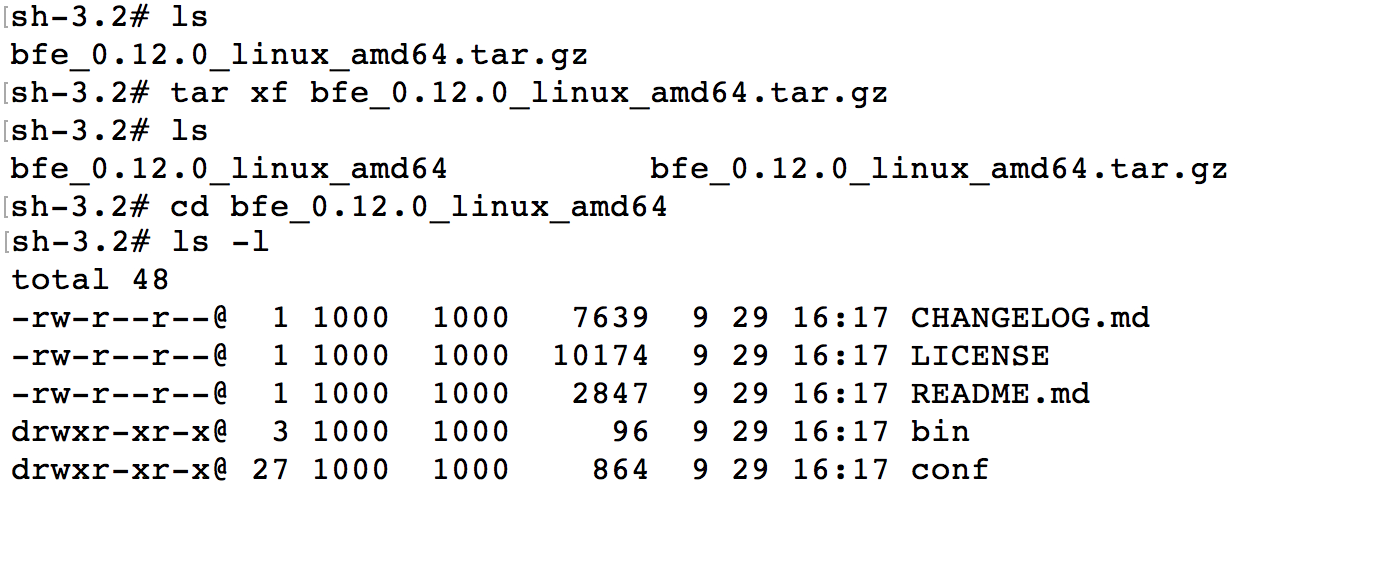 [sh-3.2# ls
bfe_0.12.0_linux_amd64.tar.gz
[sh-3.2# tar xf bfe_0.12.0_linux_amd64.tar.gz
[sh-3.2# ls
bfe_0.12.0_linux_amd64          bfe_0.12.0_linux_amd64.tar.gz
[sh-3.2# cd bfe_0.12.0_linux_amd64
[sh-3.2# ls -l
total 48
-rw-r--r--@  1 1000  1000   7639  9 29 16:17 CHANGELOG.md
-rw-r--r--@  1 1000  1000  10174  9 29 16:17 LICENSE
-rw-r--r--@  1 1000  1000   2847  9 29 16:17 README.md
drwxr-xr-x@  3 1000  1000     96  9 29 16:17 bin
drwxr-xr-x@ 27 1000  1000    864  9 29 16:17 conf